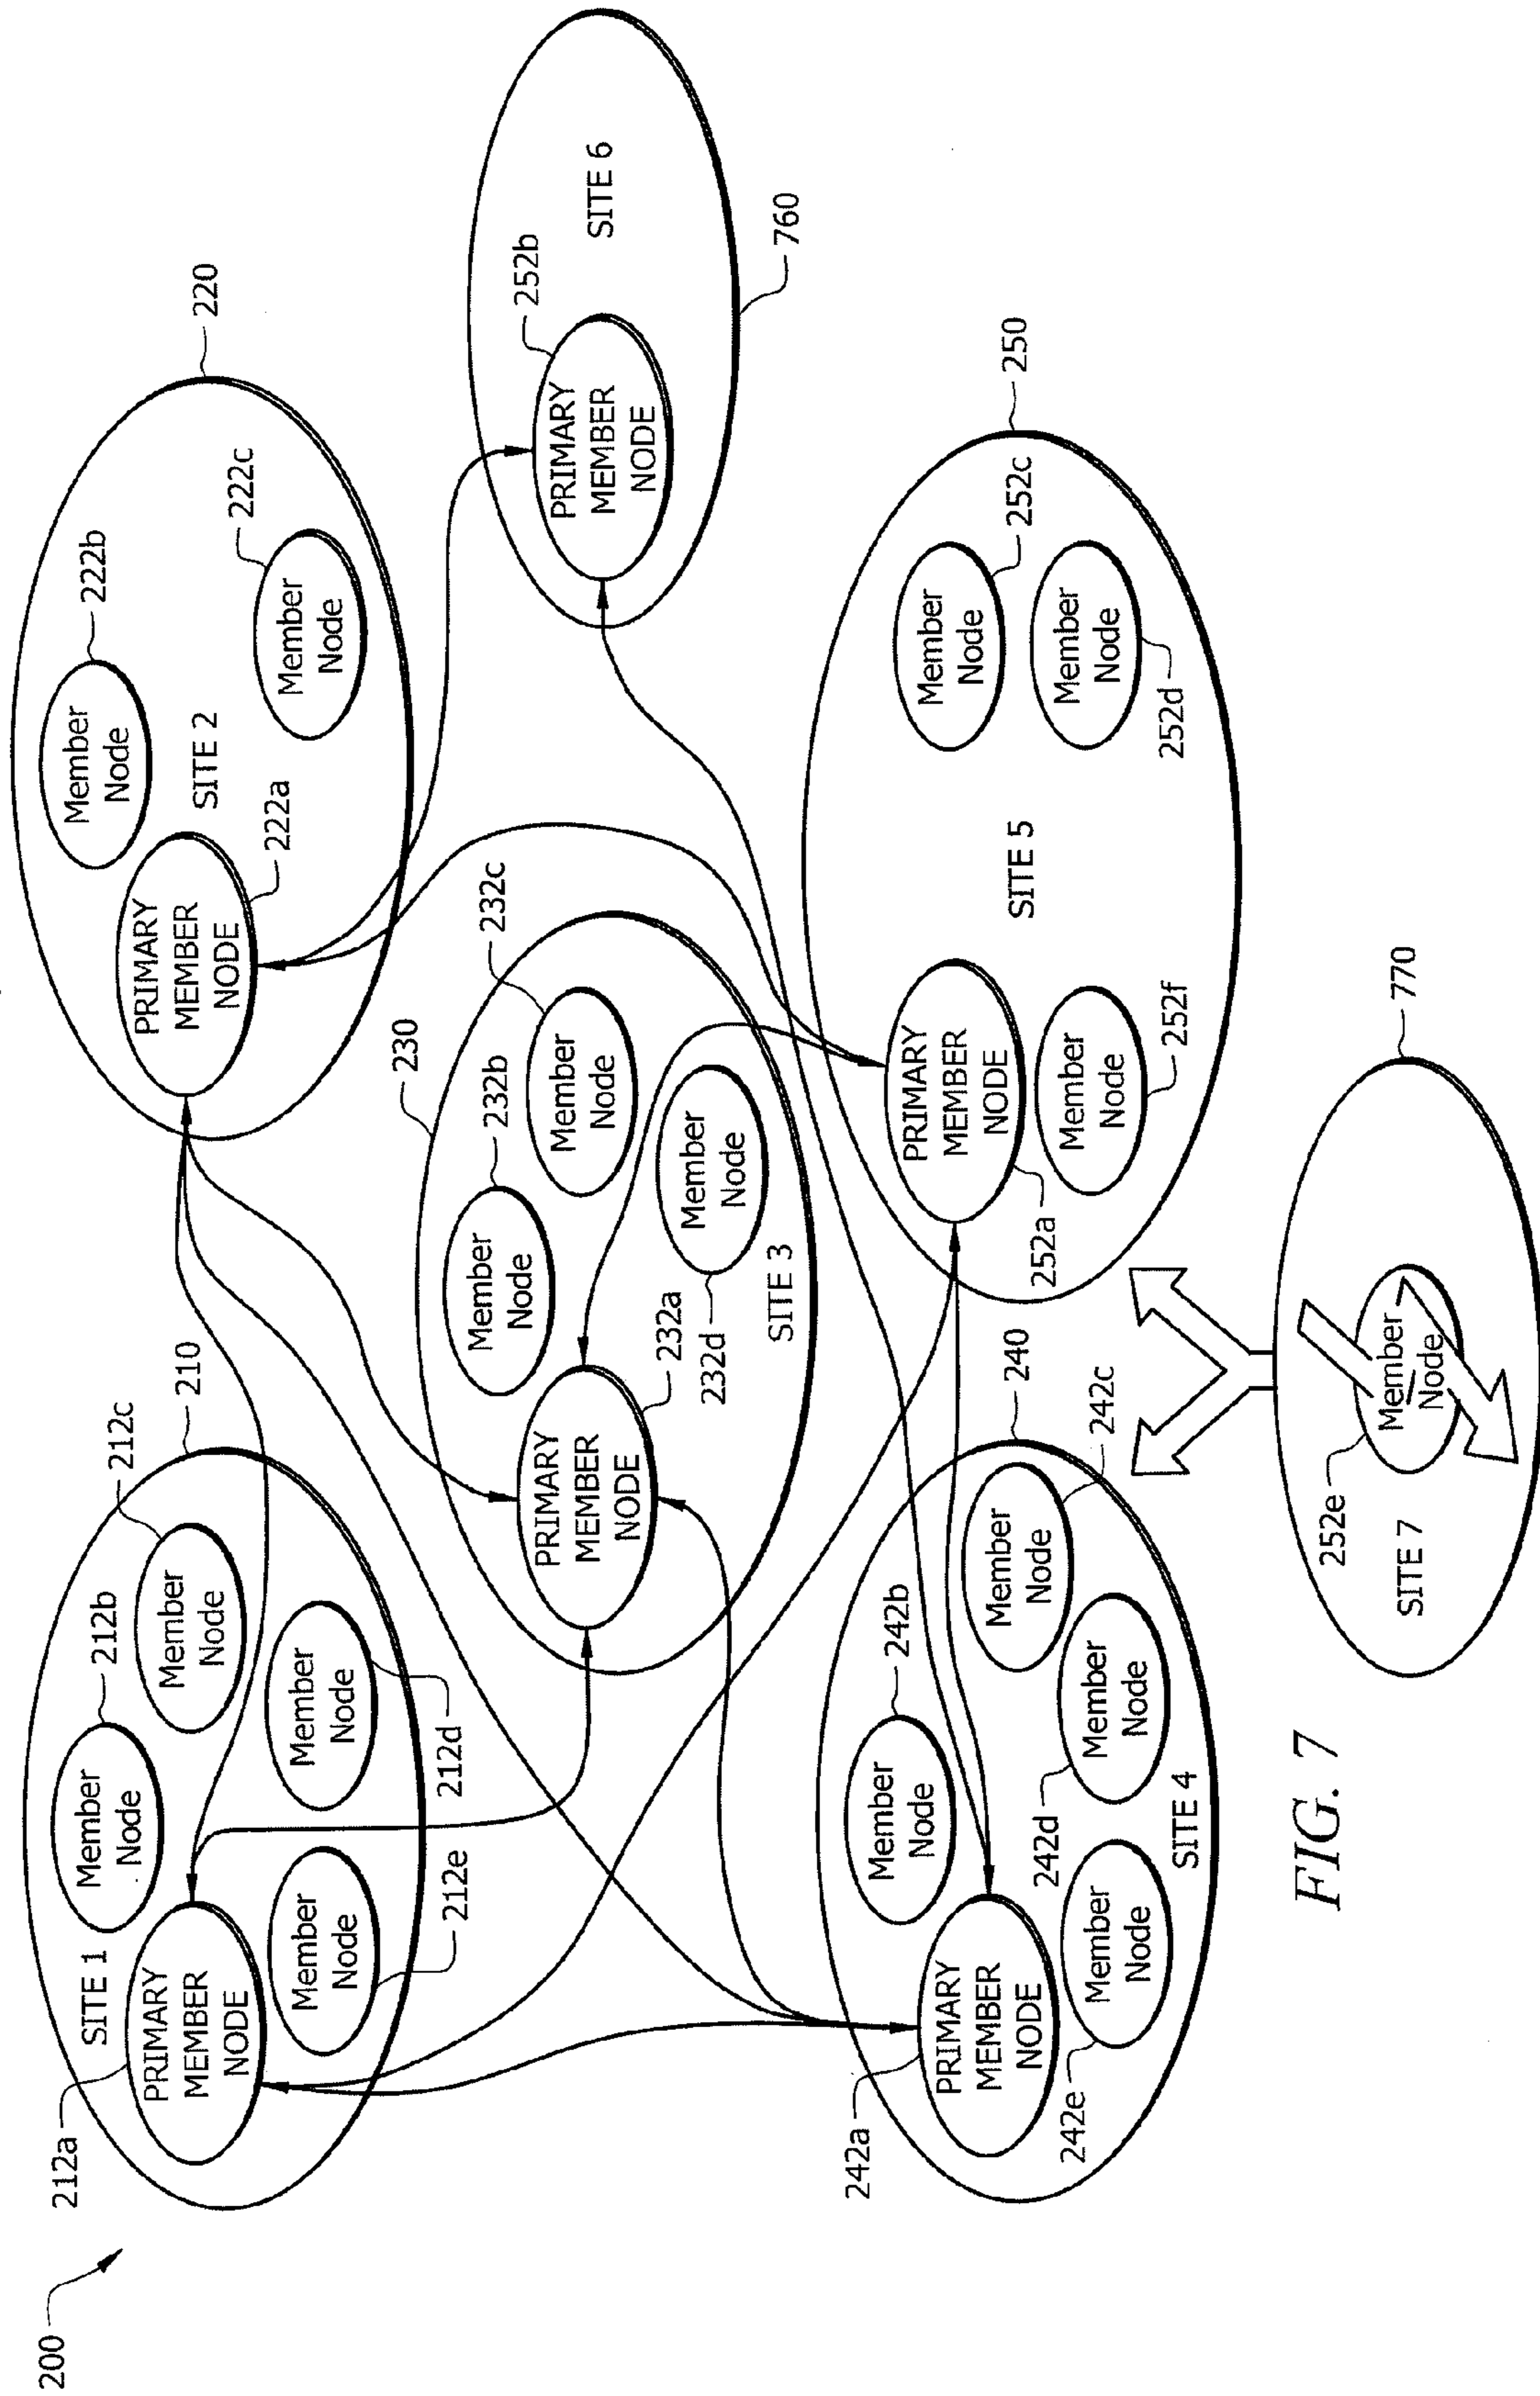 200
212a
SITE 1
PRIMARY
MEMBER
NODE
212b
Member
Node
212c
Member
Node
210
Member
Node
212d
Member
Node
212e
220
222b
Member
Node
222c
Member
Node
SITE 2
222a
PRIMARY
MEMBER
NODE
230
232b
Member
Node
232c
Member
Node
Member
Node
232d
232a
PRIMARY
MEMBER
NODE
SITE 3
252b
PRIMARY
MEMBER
NODE
SITE 6
760
242a
PRIMARY
MEMBER
NODE
242b
Member
Node
240
242c
Member
Node
Member
Node
242d
Member
Node
242e
SITE 4
250
252a
PRIMARY
MEMBER
NODE
SITE 5
Member
Node
252c
Member
Node
252d
Member
Node
252f
770
252e
Member
Node
SITE 7
FIG. 7